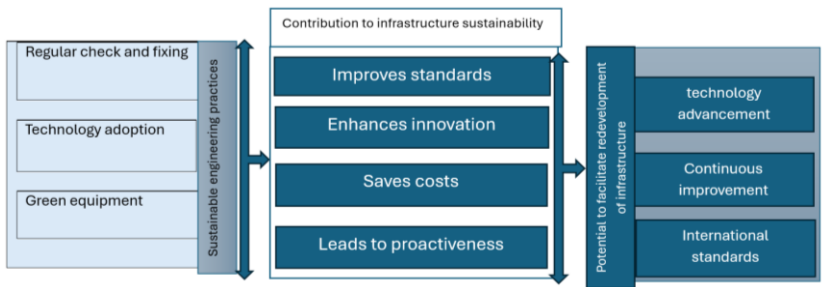 Contribution to infrastructure sustainability
Regular check and fixing
Technology adoption
Green equipment
Sustainable engineering practices
Improves standards
Enhances innovation
Saves costs
Leads to proactiveness
Potential to facilitate redevelopment
of infrastructure
technology
advancement
Continuous
improvement
International
standards